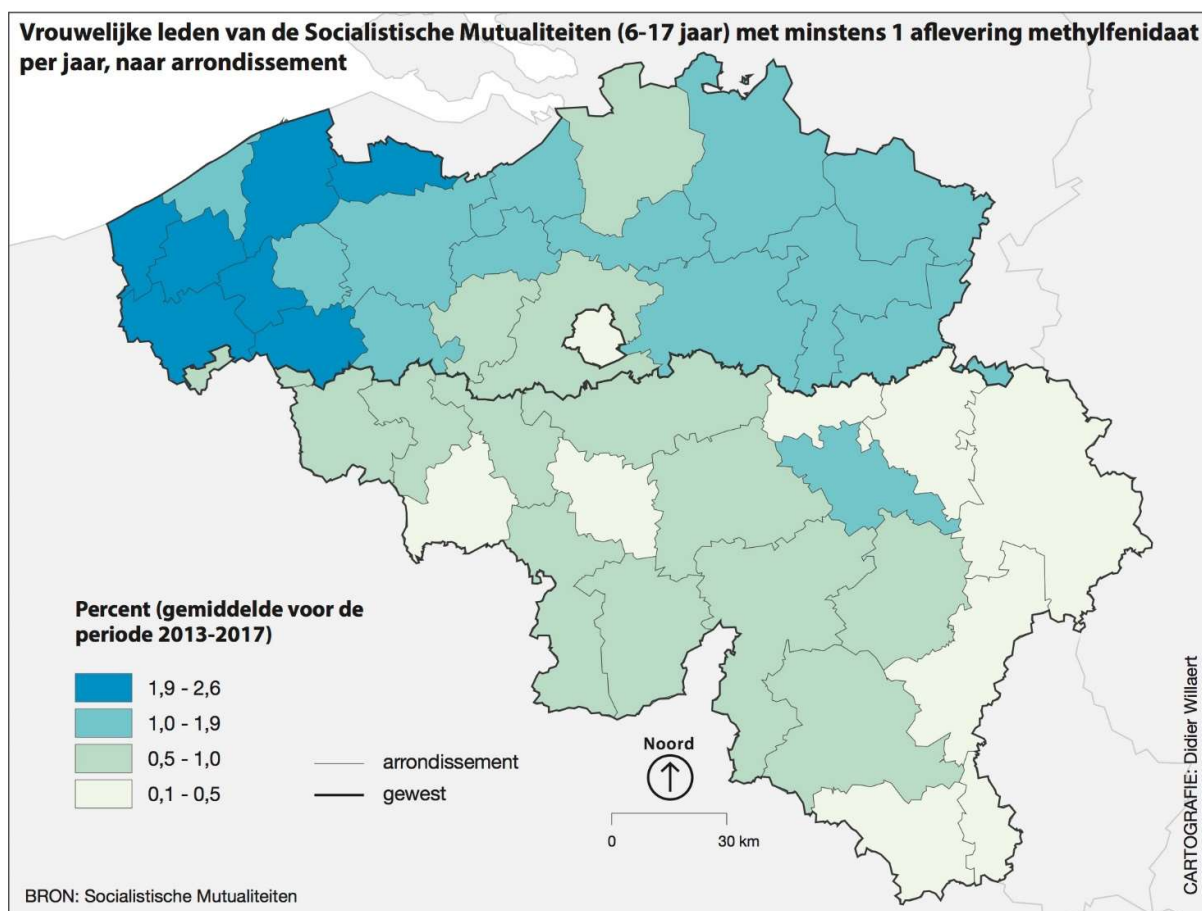 Vrouwelijke leden van de Socialistische Mutualiteiten (6-17 jaar) met minstens 1 aflevering methylfenidaat
per jaar, naar arrondissement
Percent (gemiddelde voor de
periode 2013-2017)
1,9 - 2,6
1,0 - 1,9
0,5 - 1,0
0,1 - 0,5
arrondissement
gewest
Noord
0 30 km
BRON: Socialistische Mutualiteiten
CARTOGRAFIE: Didier Willaert